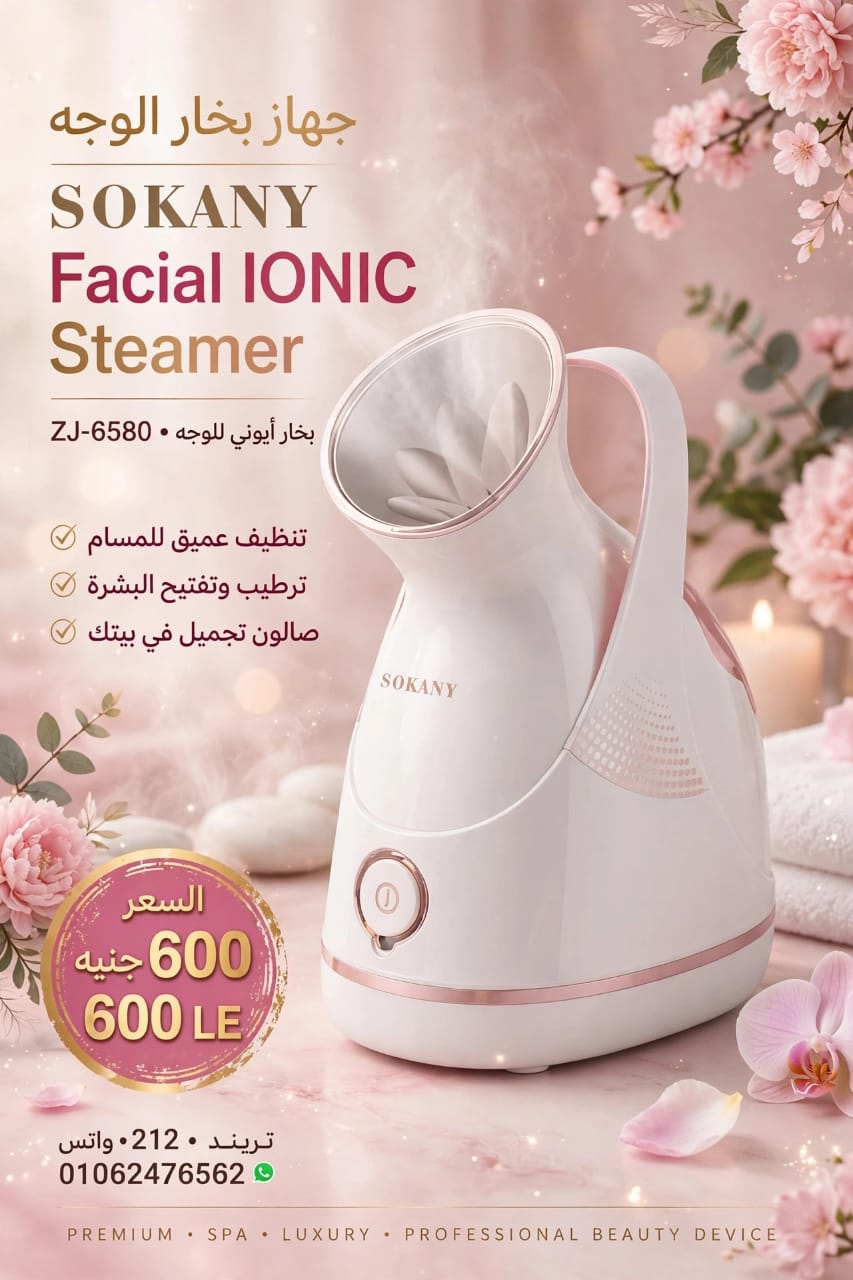 جهاز بخار الوجه
SOKANY
Facial IONIC
Steamer
ZJ-6580 • بخار أيوني للوجه
تنظيف عميق للمسام
ترطيب وتفتيح البشرة
صالون تجميل في بيتك
SOKANY
السعر
600 جنيه
600 LE
تريند • 212 • واتس
01062476562
PREMIUM • SPA • LUXURY • PROFESSIONAL BEAUTY DEVICE